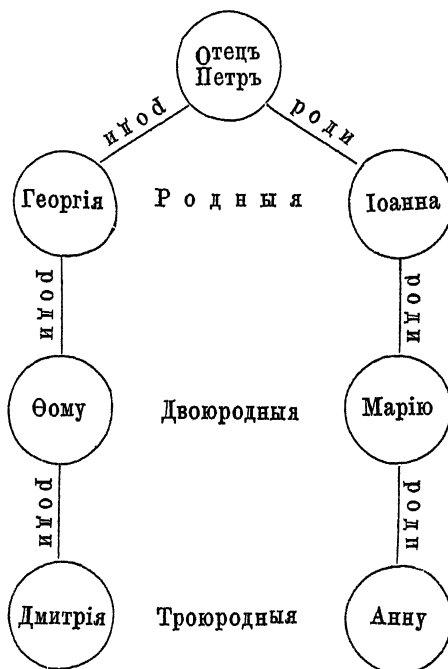 Отецъ
Петръ
роди
роди
Георгія
Родныя
Іоанна
роди
роди
Ѳому
Двоюродныя
Марію
роди
роди
Дмитрія
Троюродныя
Анну